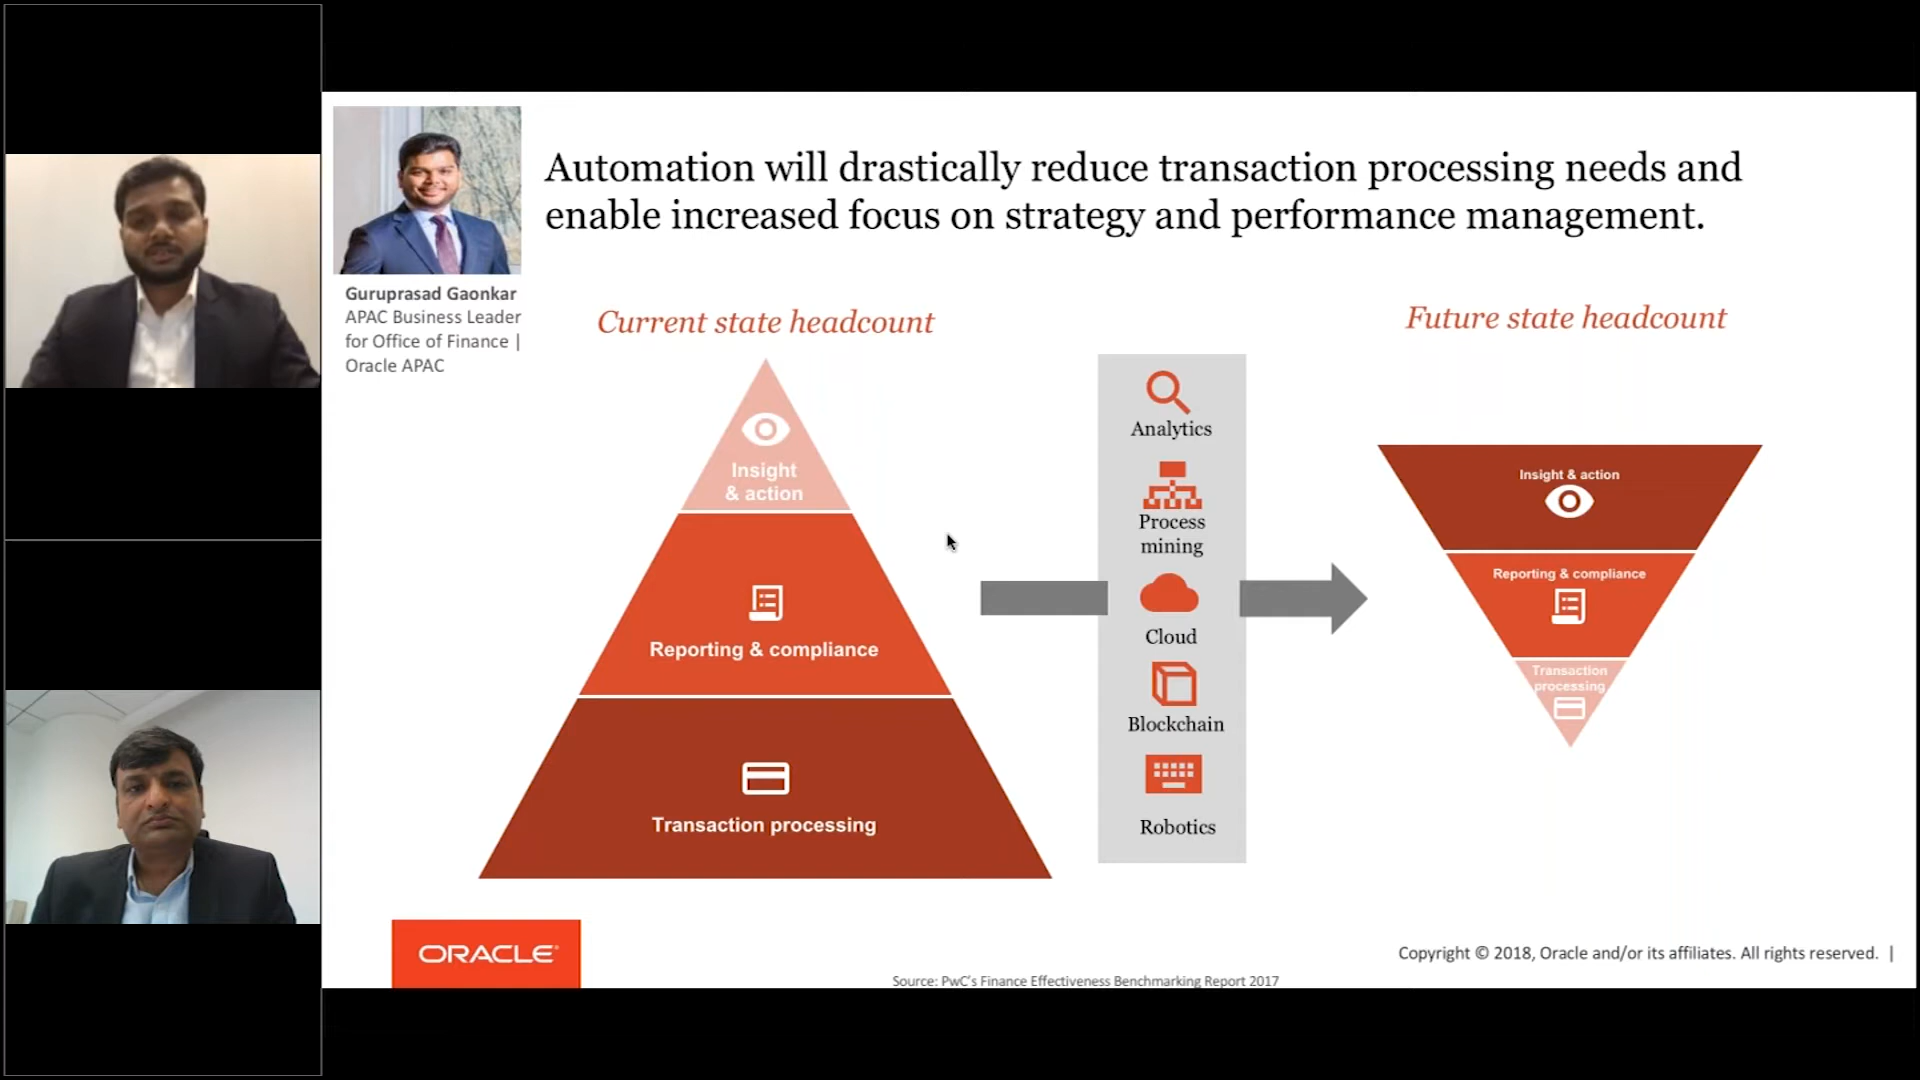 Automation will drastically reduce transaction processing needs and
enable increased focus on strategy and performance management.
Guruprasad Gaonkar
APAC Business Leader
for Office of Finance |
Oracle APAC
Current state headcount
Insight
& action
Reporting & compliance
Transaction processing
Analytics
Process
mining
Cloud
Blockchain
Robotics
Future state headcount
Insight & action
Reporting & compliance
Transaction
processing
ORACLE®
Source: PwC's Finance Effectiveness Benchmarking Report 2017
Copyright © 2018, Oracle and/or its affiliates. All rights reserved. |